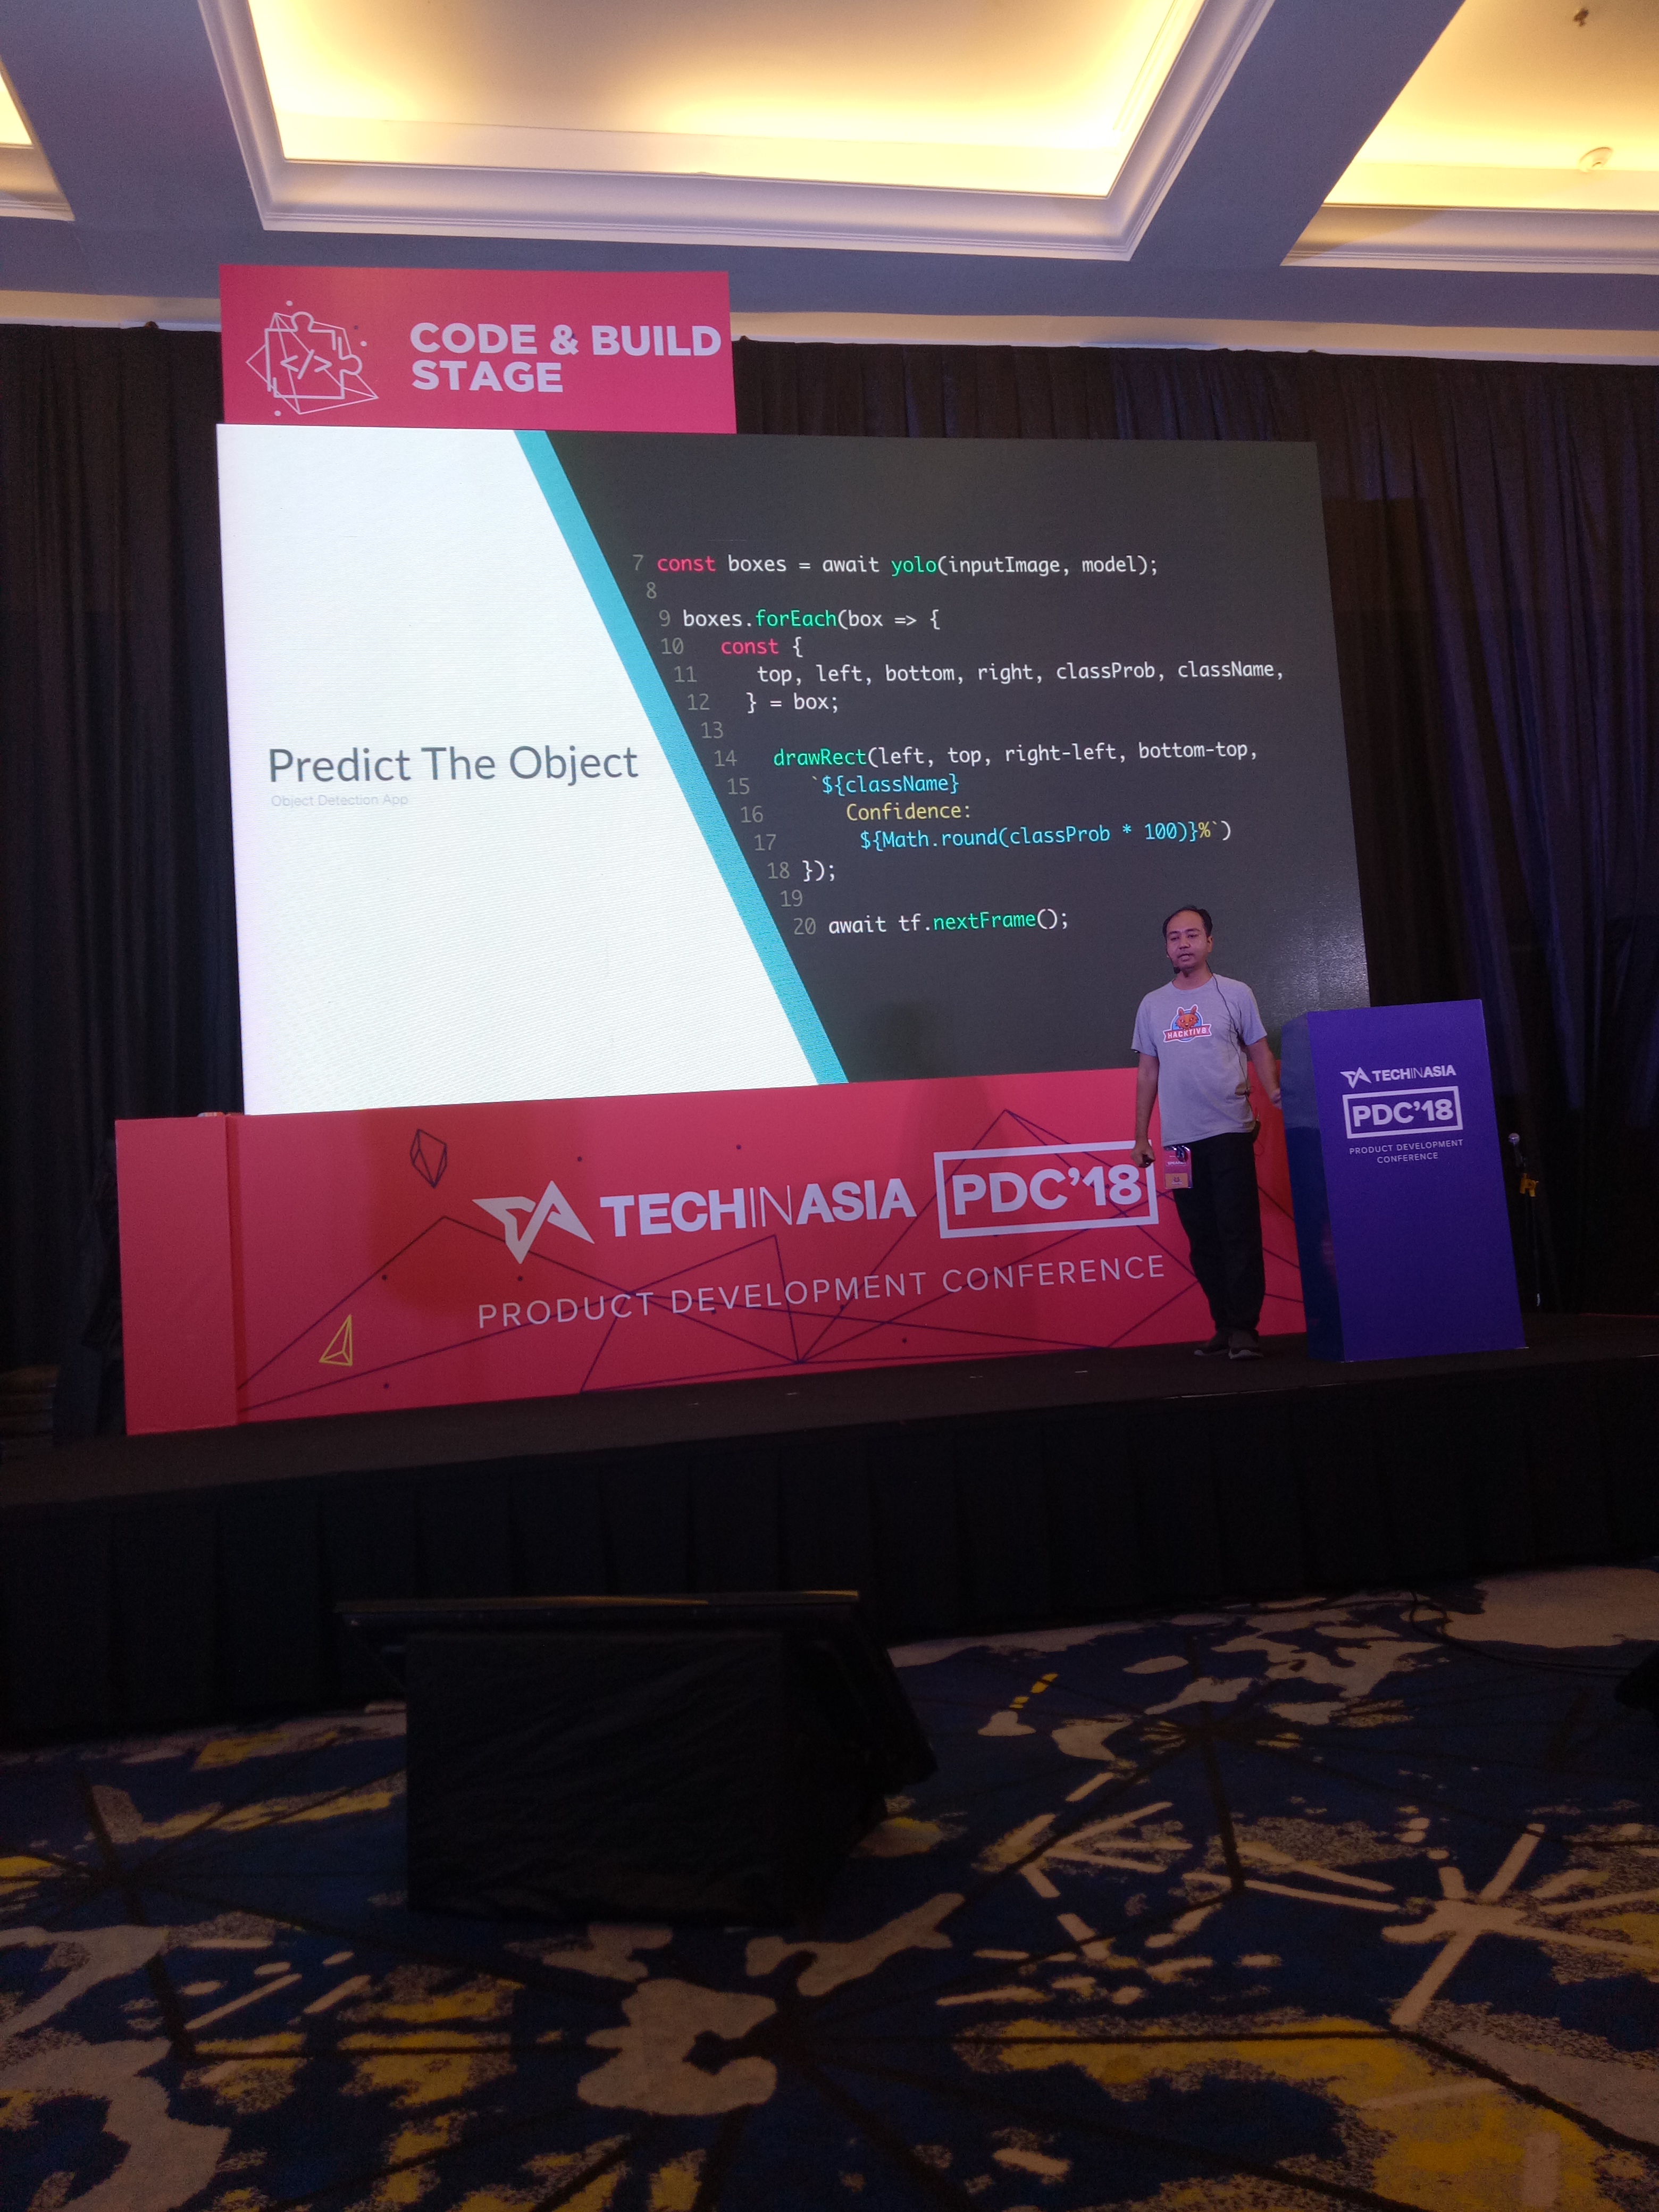 </>
CODE & BUILD
STAGE
Predict The Object
Object Detection App
7 const boxes = await yolo(inputImage, model);
8
9 boxes.forEach(box => {
10 const {
11 top, left, bottom, right, classProb, className,
12 } = box;
13
14 drawRect(left, top, right-left, bottom-top,
15 `${className}
16 Confidence:
17 ${Math.round(classProb * 100)}%`)
18 });
19
20 await tf.nextFrame();
HACKTIV8
TECHINASIA
PDC'18
PRODUCT DEVELOPMENT
CONFERENCE
TECHINASIA PDC'18
PRODUCT DEVELOPMENT CONFERENCE